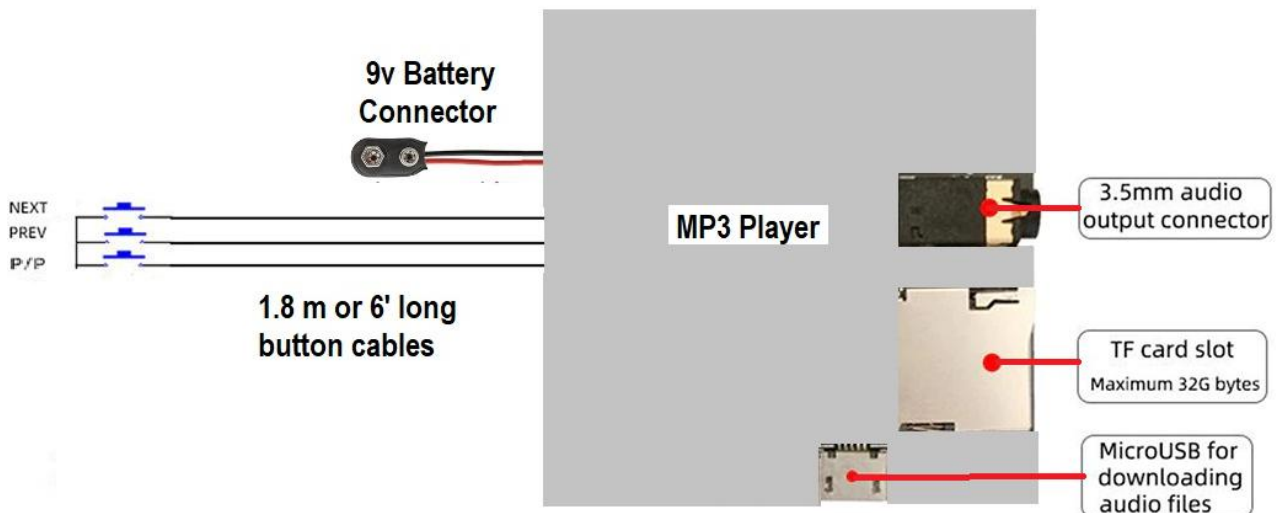 9v Battery
Connector
NEXT
PREV
P/P
1.8 m or 6' long
button cables
MP3 Player
3.5mm audio
output connector
TF card slot
Maximum 32G bytes
MicroUSB for
downloading
audio files